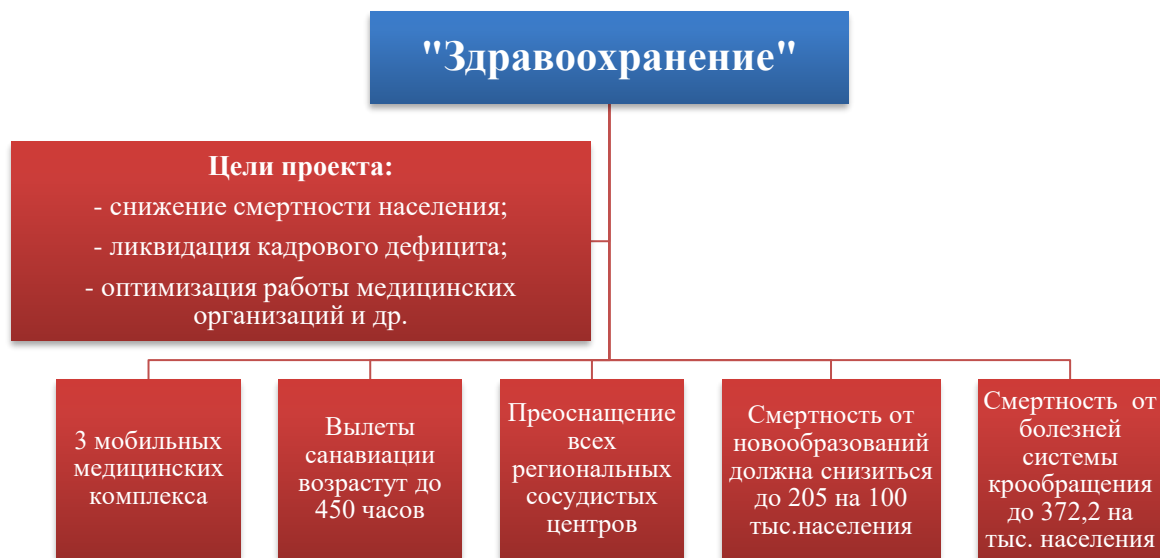 "Здравоохранение"
Цели проекта:
- снижение смертности населения;
- ликвидация кадрового дефицита;
- оптимизация работы медицинских
организаций и др.
3 мобильных
медицинских
комплекса
Вылеты
санавиации
возрастут до
450 часов
Преоснащение
всех
региональных
сосудистых
центров
Смертность от
новообразований
должна снизиться
до 205 на 100
тыс.населения
Смертность от
болезней
системы
крообращения
до 372,2 на
тыс. населения